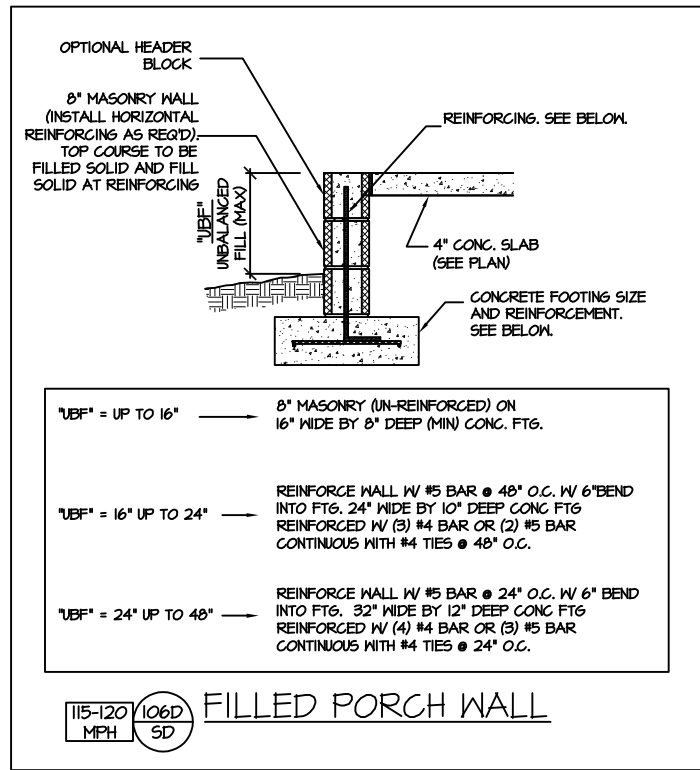 OPTIONAL HEADER
BLOCK
8" MASONRY WALL
(INSTALL HORIZONTAL
REINFORCING AS REQ'D).
TOP COURSE TO BE
FILLED SOLID AND FILL
SOLID AT REINFORCING
"UBF"
UNBALANCED
FILL (MAX)
REINFORCING. SEE BELOW.
4" CONC. SLAB
(SEE PLAN)
CONCRETE FOOTING SIZE
AND REINFORCEMENT.
SEE BELOW.
"UBF" = UP TO 16"
8" MASONRY (UN-REINFORCED) ON
16" WIDE BY 8" DEEP (MIN) CONC. FTG.
"UBF" = 16" UP TO 24"
REINFORCE WALL W/ #5 BAR @ 48" O.C. W/ 6"BEND
INTO FTG. 24" WIDE BY 10" DEEP CONC FTG
REINFORCED W/ (3) #4 BAR OR (2) #5 BAR
CONTINUOUS WITH #4 TIES @ 48" O.C.
"UBF" = 24" UP TO 48"
REINFORCE WALL W/ #5 BAR @ 24" O.C. W/ 6" BEND
INTO FTG. 32" WIDE BY 12" DEEP CONC FTG
REINFORCED W/ (4) #4 BAR OR (3) #5 BAR
CONTINUOUS WITH #4 TIES @ 24" O.C.
115-120
MPH
106D
SD
FILLED PORCH WALL